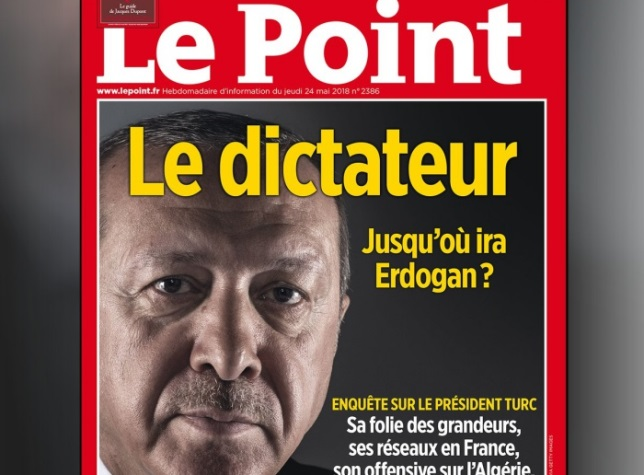 Le guide
de Jacques Dupont
Le Point
www.lepoint.fr Hebdomadaire d'information du jeudi 24 mai 2018 n° 2386
Le dictateur
Jusqu'où ira
Erdogan ?
ENQUÊTE SUR LE PRÉSIDENT TURC
Sa folie des grandeurs,
ses réseaux en France,
son offensive sur l'Algérie
GETTY IMAGES